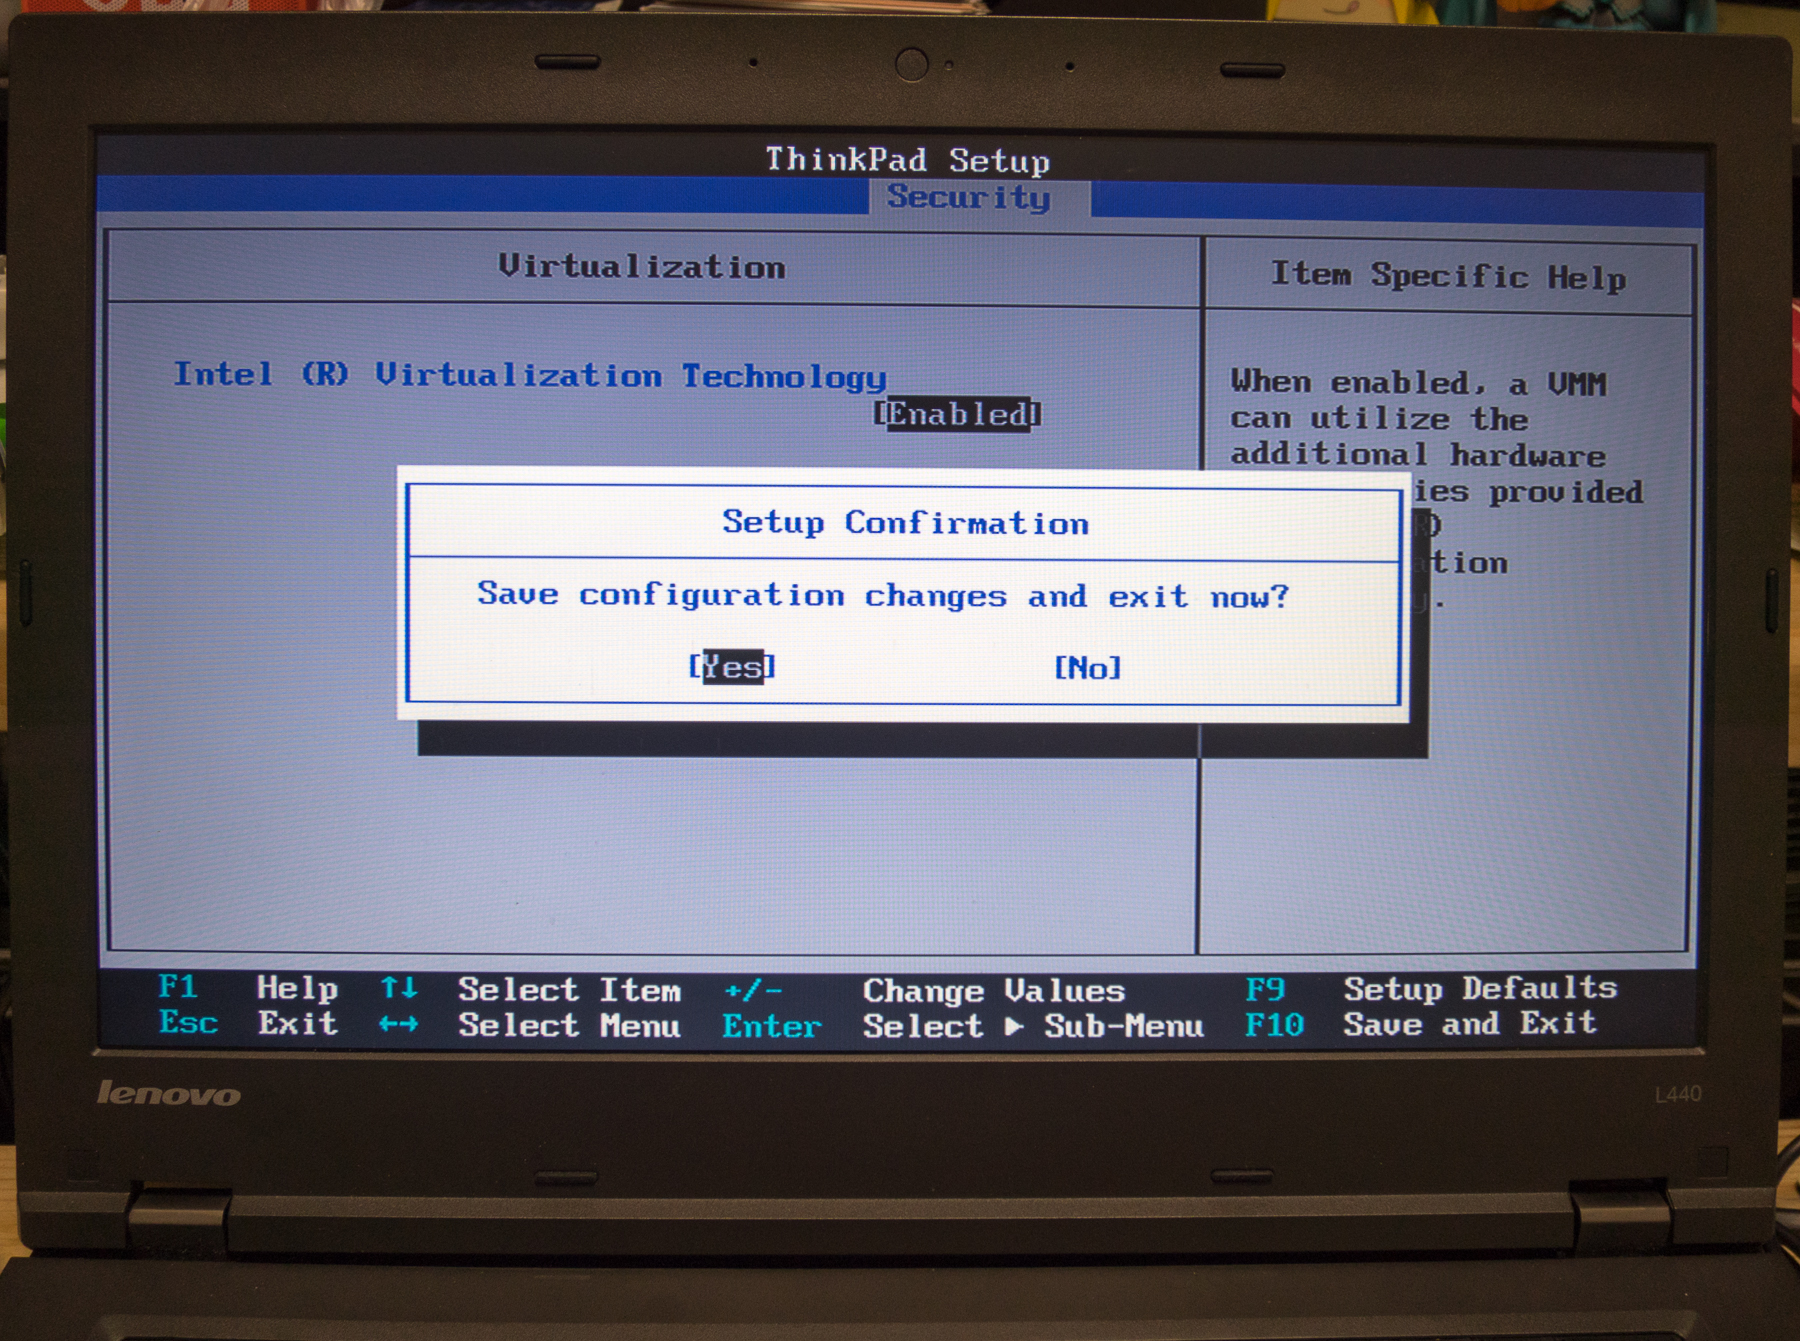 ThinkPad Setup
Security
Virtualization
Item Specific Help
Intel (R) Virtualization Technology
[Enabled]
When enabled, a VMM
can utilize the
additional hardware
ies provided
R)
ation
y.
Setup Confirmation
Save configuration changes and exit now?
[Yes] [No]
F1 Help ↑↓ Select Item +/- Change Values F9 Setup Defaults
Esc Exit ←→ Select Menu Enter Select ▶ Sub-Menu F10 Save and Exit
lenovo
L440